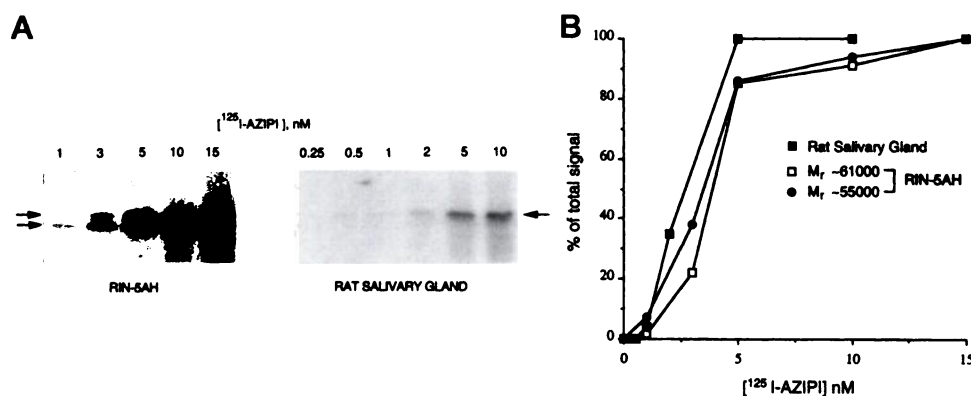 A
[¹²⁵I-AZIPI], nM
1 3 5 10 15
0.25 0.5 1 2 5 10
RIN-5AH
RAT SALIVARY GLAND
B
% of total signal
100
80
60
40
20
0
0 5 10 15
[¹²⁵I-AZIPI] nM
Rat Salivary Gland
Mr ~61000
Mr ~55000
RIN-5AH